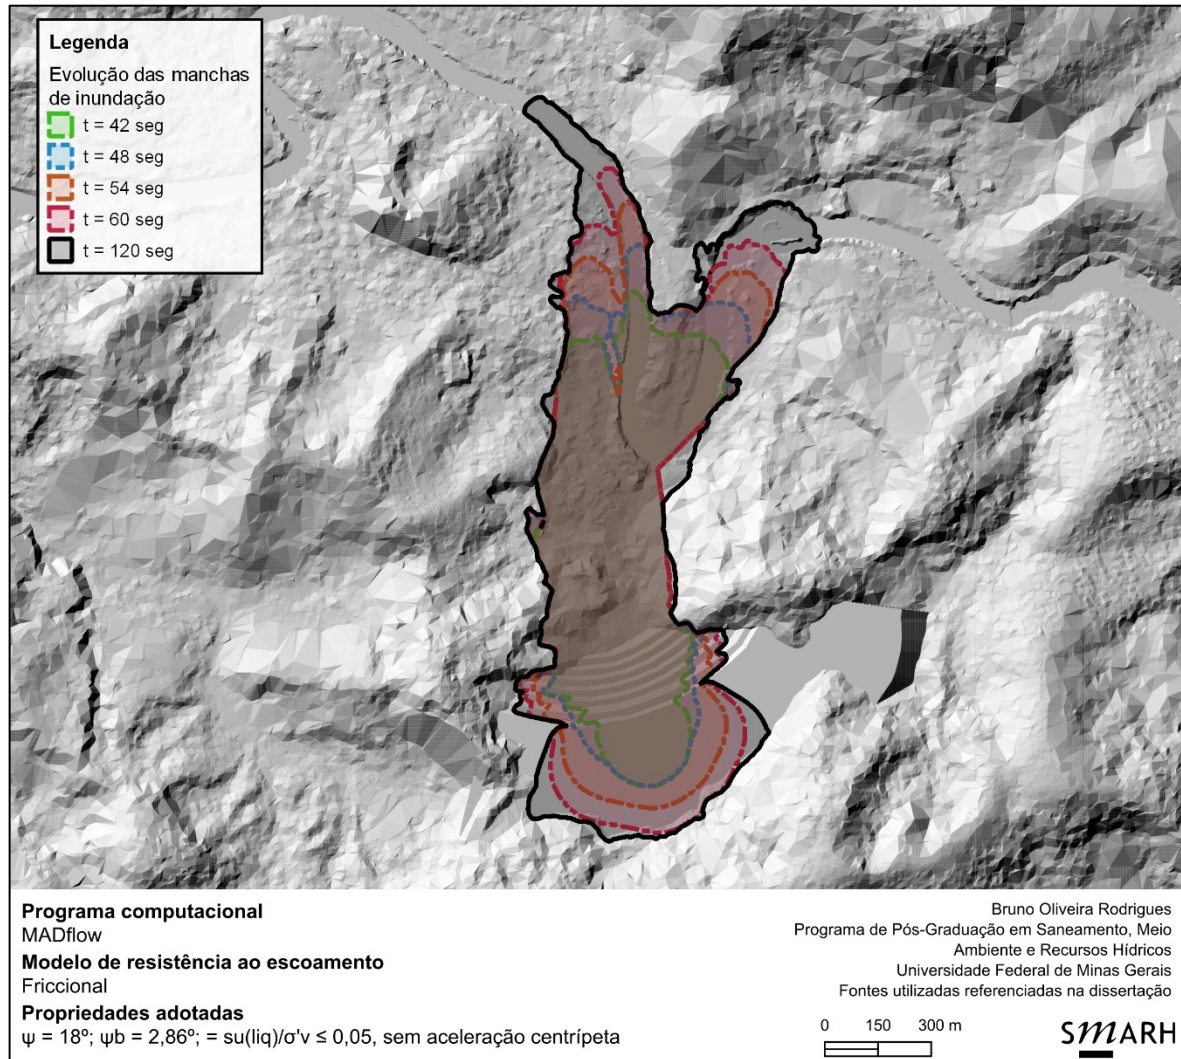 Legenda
Evolução das manchas
de inundação
t = 42 seg
t = 48 seg
t = 54 seg
t = 60 seg
t = 120 seg
Programa computacional
MADflow
Modelo de resistência ao escoamento
Friccional
Propriedades adotadas
ψ = 18º; ψb = 2,86º; = su(liq)/σ'v ≤ 0,05, sem aceleração centrípeta
Bruno Oliveira Rodrigues
Programa de Pós-Graduação em Saneamento, Meio
Ambiente e Recursos Hídricos
Universidade Federal de Minas Gerais
Fontes utilizadas referenciadas na dissertação
0 150 300 m
SMARH